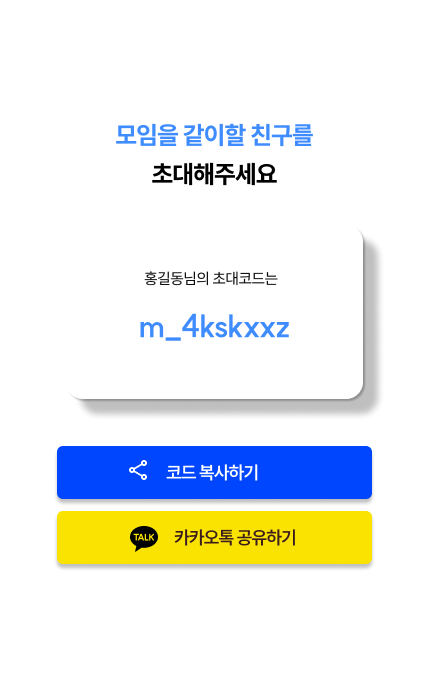 모임을 같이할 친구를
초대해주세요
홍길동님의 초대코드는
m_4kskxxz
코드 복사하기
TALK 카카오톡 공유하기